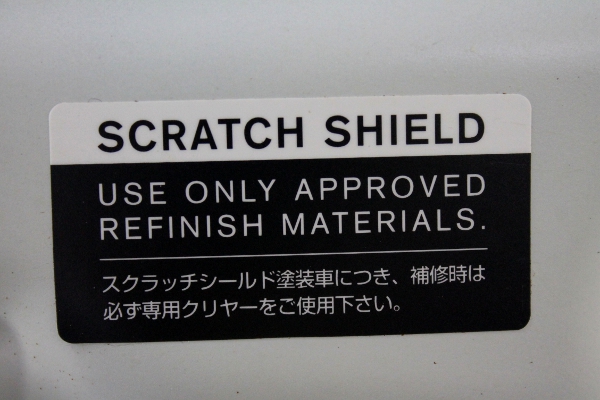 SCRATCH SHIELD
USE ONLY APPROVED
REFINISH MATERIALS.
スクラッチシールド塗装車につき、補修時は
必ず専用クリヤーをご使用下さい。